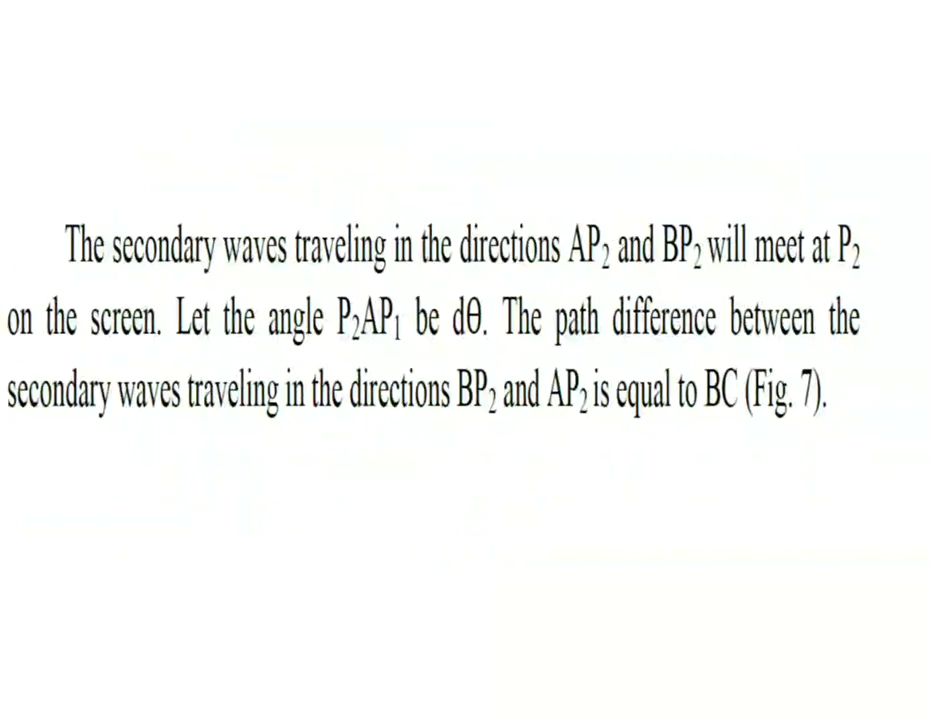 The secondary waves traveling in the directions AP₂ and BP₂ will meet at P₂
on the screen. Let the angle P₂AP₁ be dθ. The path difference between the
secondary waves traveling in the directions BP₂ and AP₂ is equal to BC (Fig. 7).